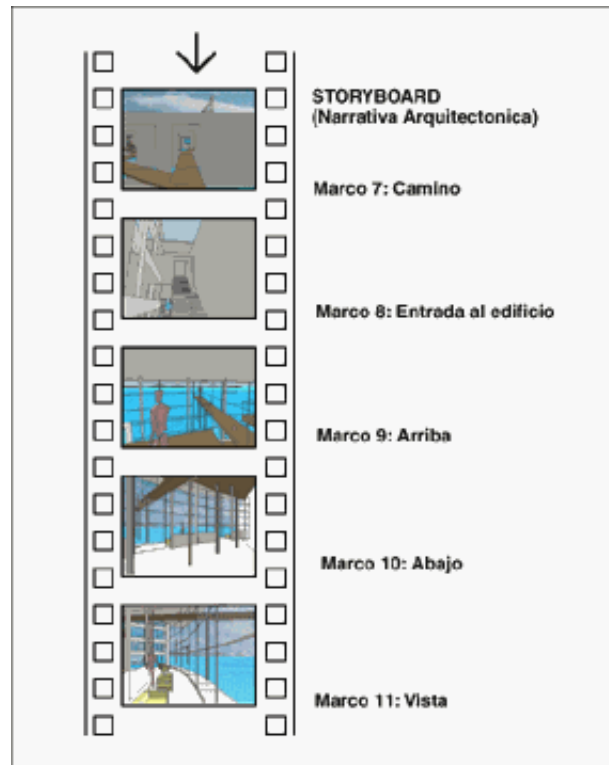 STORYBOARD
(Narrativa Arquitectonica)
Marco 7: Camino
Marco 8: Entrada al edificio
Marco 9: Arriba
Marco 10: Abajo
Marco 11: Vista